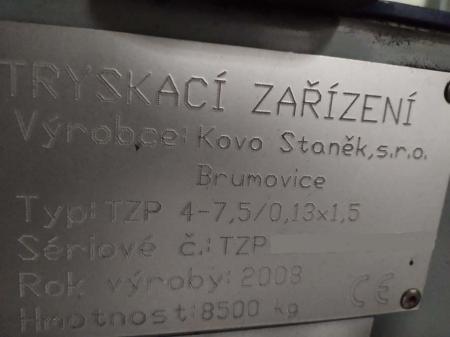 TRYSKACÍ ZAŘÍZENÍ
Výrobce: Kovo Staněk,s.r.o.
Brumovice
Typ: TZP 4-7,5/0,13x1,5
Sériové č.: TZP
Rok výroby: 2008
Hmotnost: 8500 kg
CE